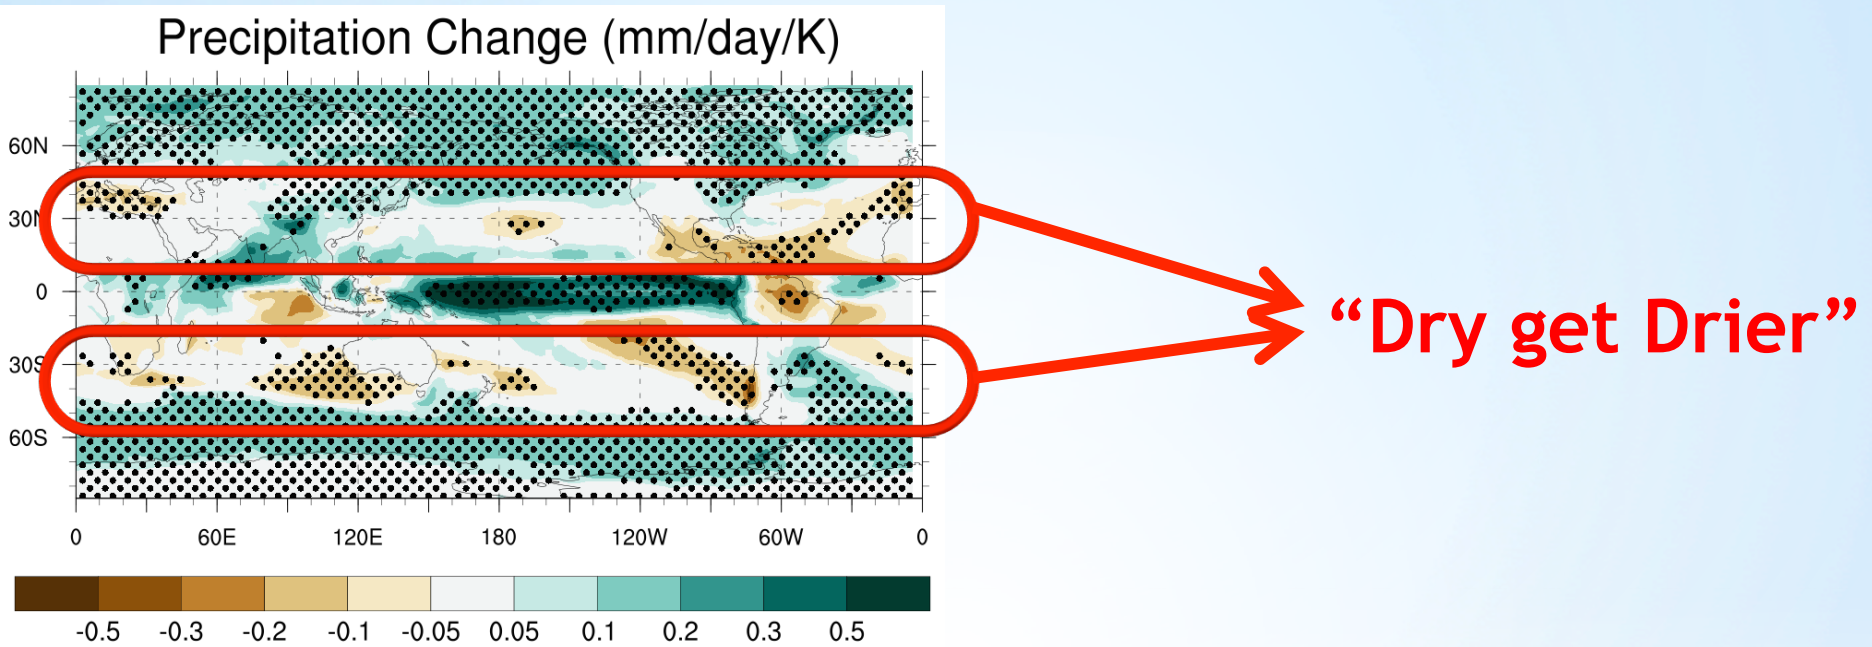 Precipitation Change (mm/day/K)
60N
30N
0
30S
60S
0 60E 120E 180 120W 60W 0
-0.5 -0.3 -0.2 -0.1 -0.05 0.05 0.1 0.2 0.3 0.5
“Dry get Drier”